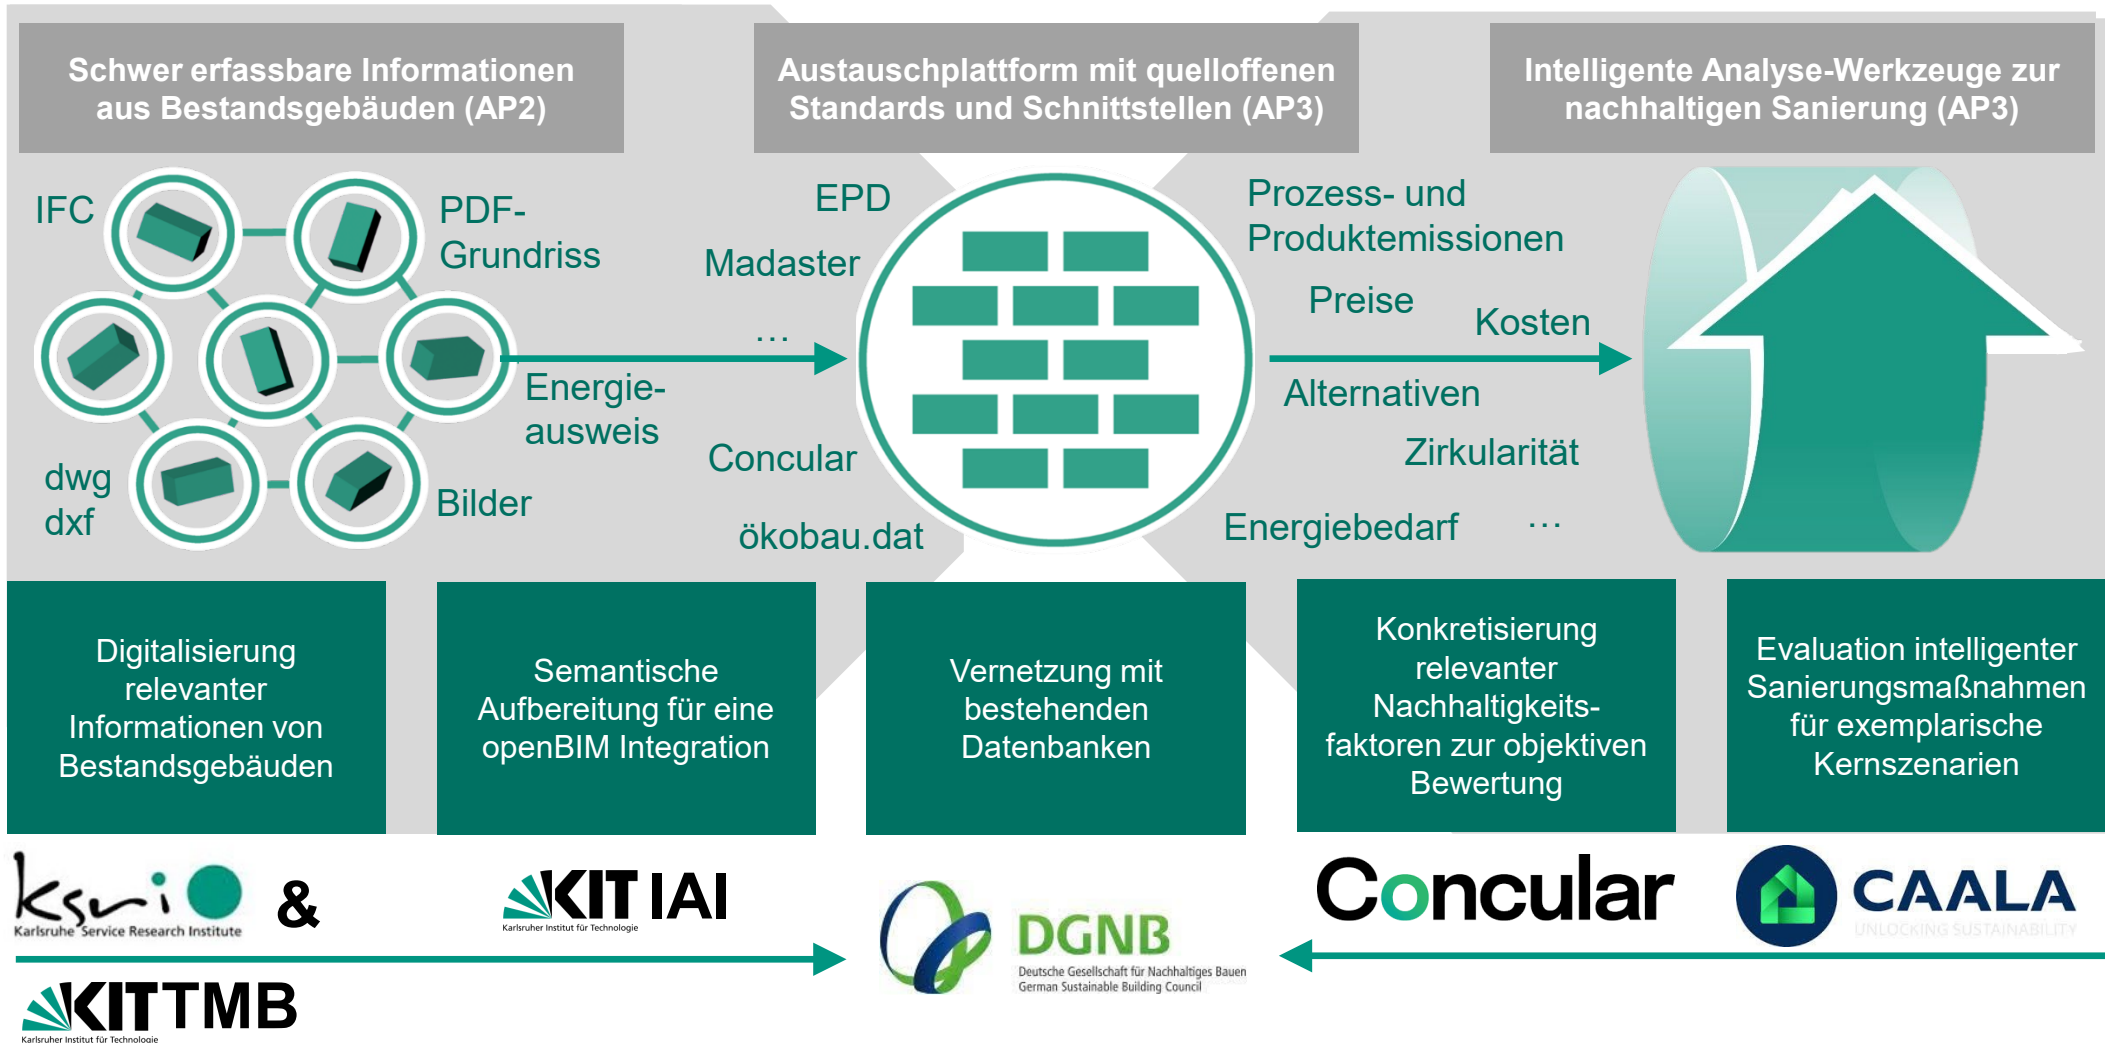 Schwer erfassbare Informationen
aus Bestandsgebäuden (AP2)
Austauschplattform mit quelloffenen
Standards und Schnittstellen (AP3)
Intelligente Analyse-Werkzeuge zur
nachhaltigen Sanierung (AP3)
IFC
PDF-
Grundriss
dwg
dxf
Bilder
Energie-
ausweis
EPD
Madaster
...
Concular
ökobau.dat
Prozess- und
Produktemissionen
Preise
Kosten
Alternativen
Zirkularität
Energiebedarf
...
Digitalisierung
relevanter
Informationen von
Bestandsgebäuden
Semantische
Aufbereitung für eine
openBIM Integration
Vernetzung mit
bestehenden
Datenbanken
Konkretisierung
relevanter
Nachhaltigkeits-
faktoren zur objektiven
Bewertung
Evaluation intelligenter
Sanierungsmaßnahmen
für exemplarische
Kernszenarien
ksri
Karlsruhe Service Research Institute
&
KIT IAI
Karlsruher Institut für Technologie
KIT TMB
Karlsruher Institut für Technologie
DGNB
Deutsche Gesellschaft für Nachhaltiges Bauen
German Sustainable Building Council
Concular
CAALA
UNLOCKING SUSTAINABILITY